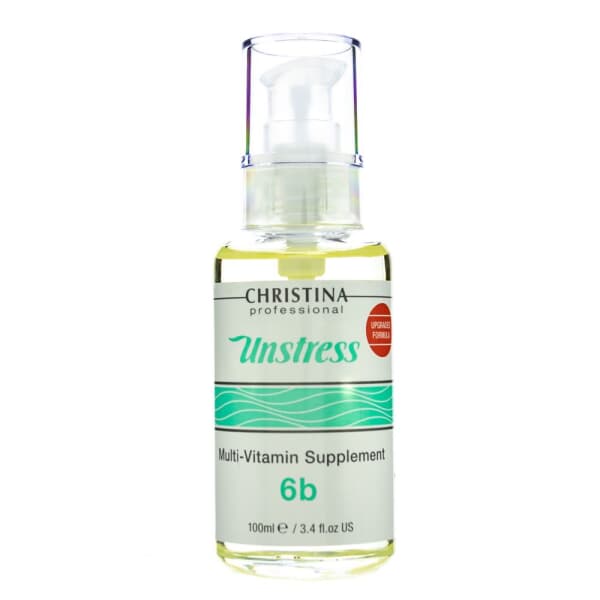 CHRISTINA
professional
Unstress
UPGRADED
FORMULA
Multi-Vitamin Supplement
6b
100ml ℮ / 3.4 fl.oz US